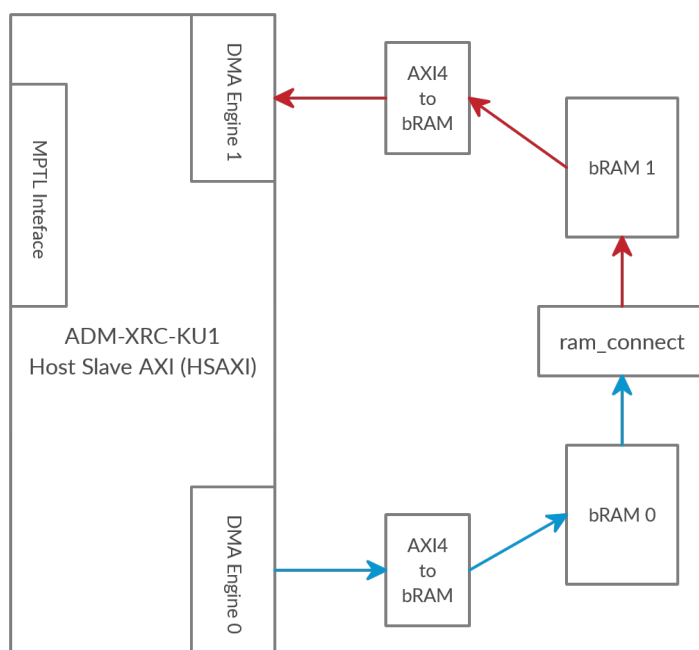 DMA Engine 1
AXI4
to
bRAM
bRAM 1
MPTL Inteface
ADM-XRC-KU1
Host Slave AXI (HSAXI)
ram_connect
DMA Engine 0
AXI4
to
bRAM
bRAM 0